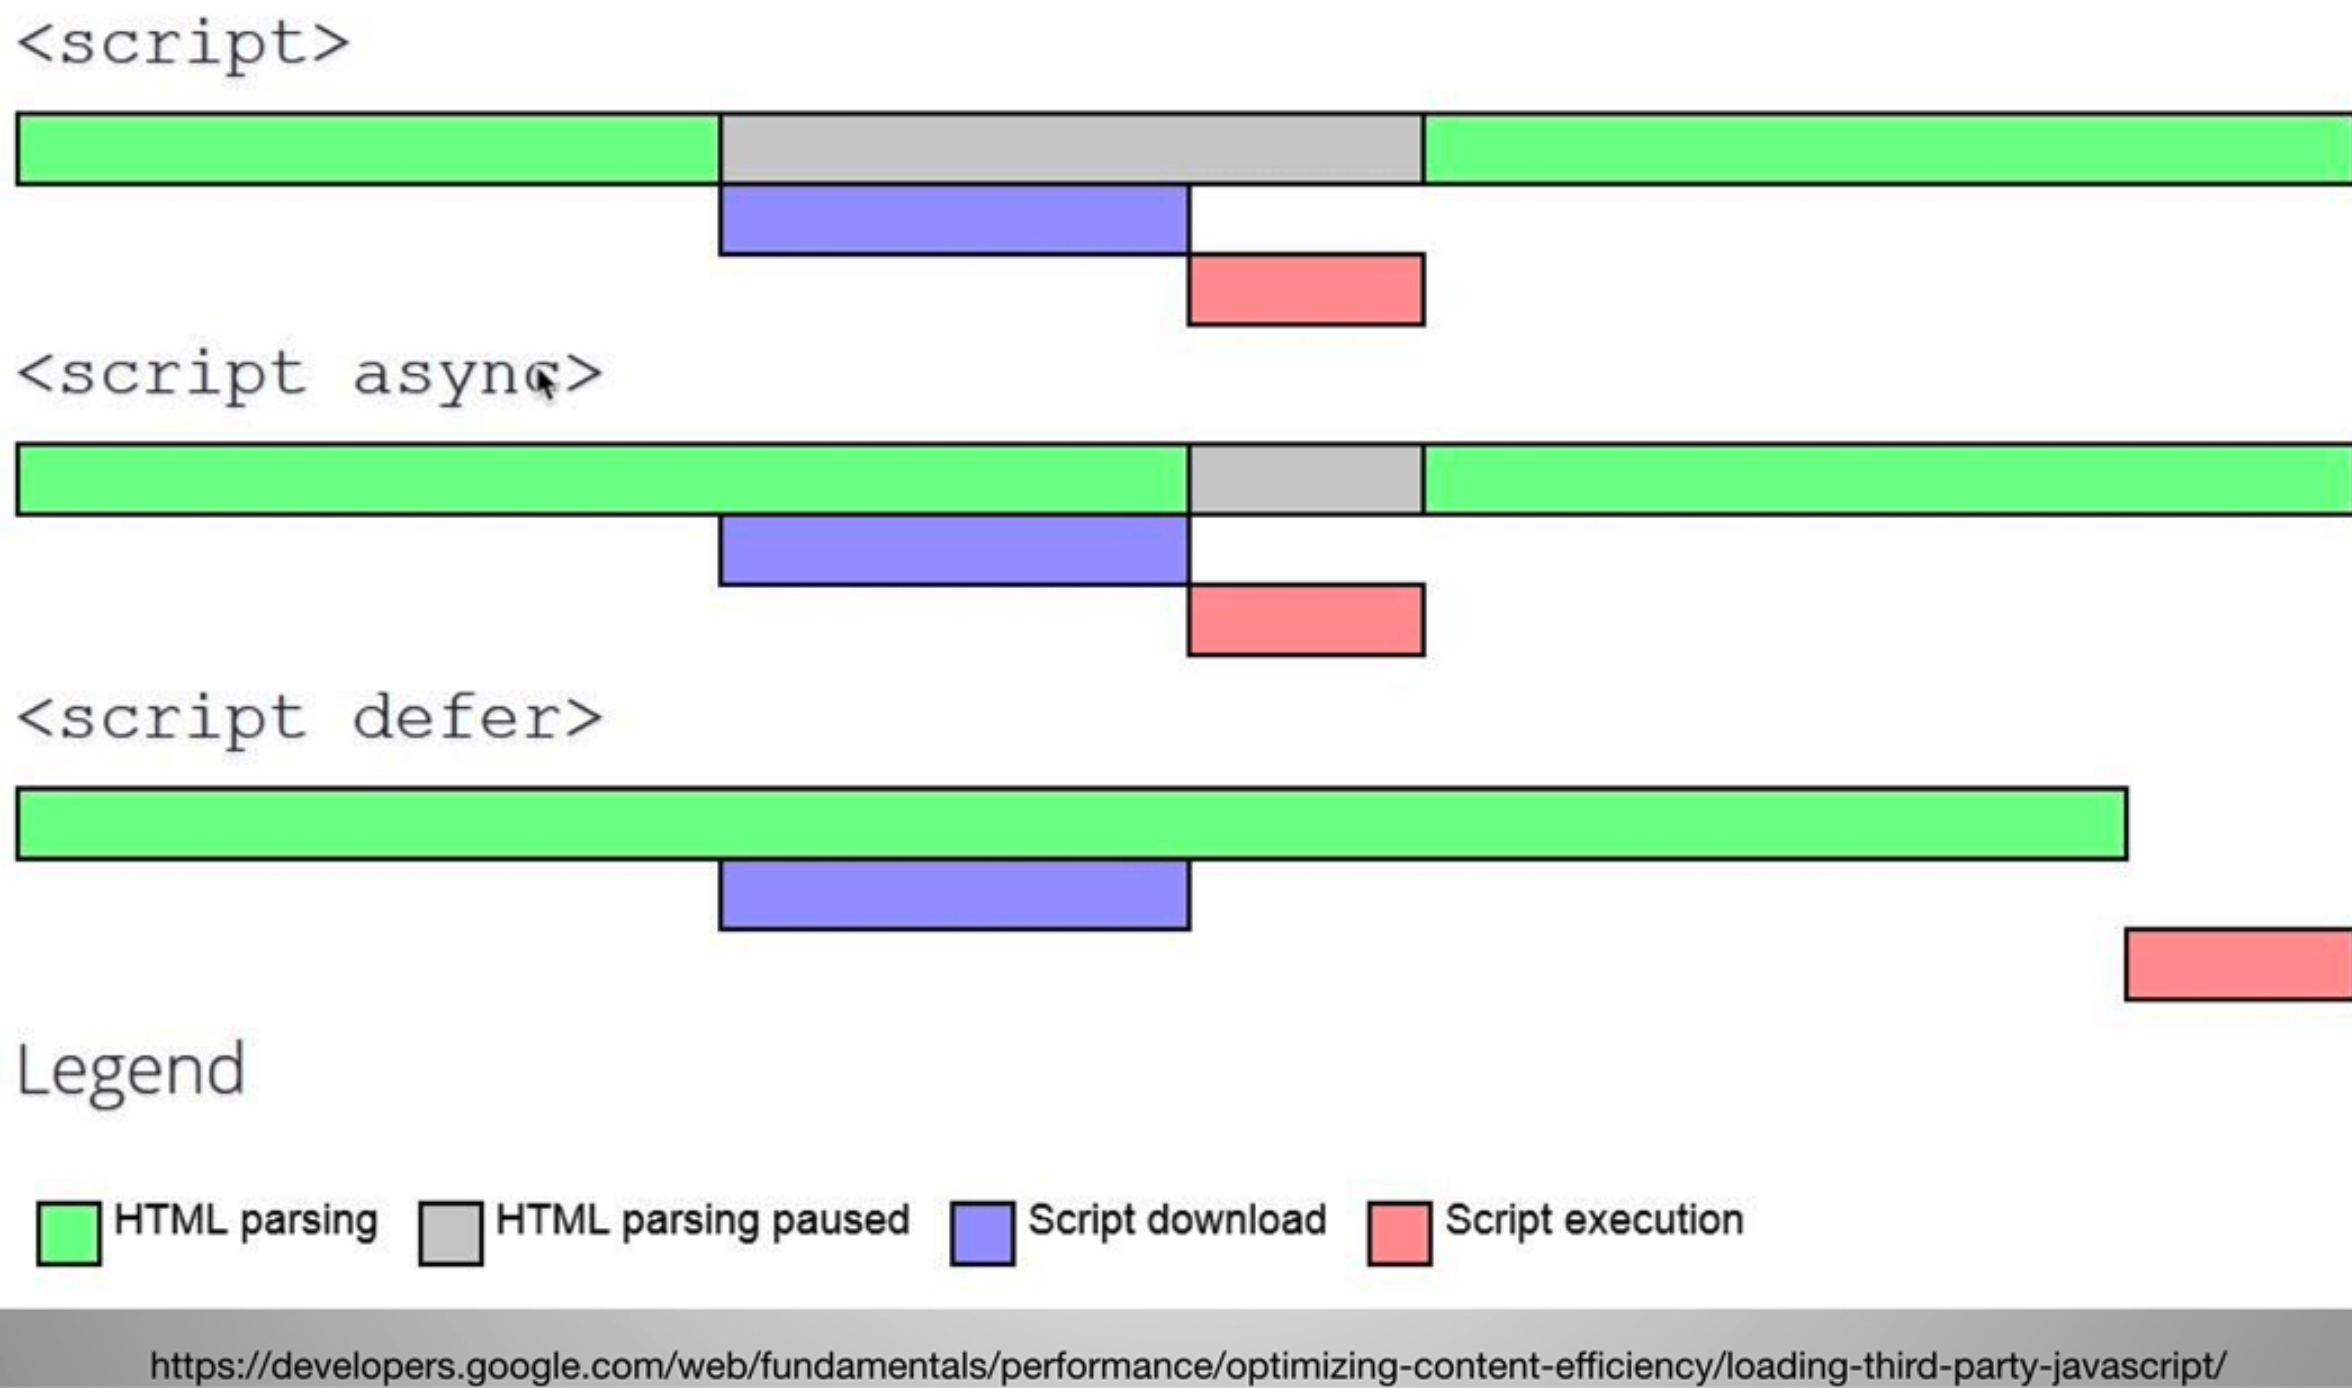 <script>
<script async>
<script defer>
Legend
HTML parsing HTML parsing paused Script download Script execution
https://developers.google.com/web/fundamentals/performance/optimizing-content-efficiency/loading-third-party-javascript/